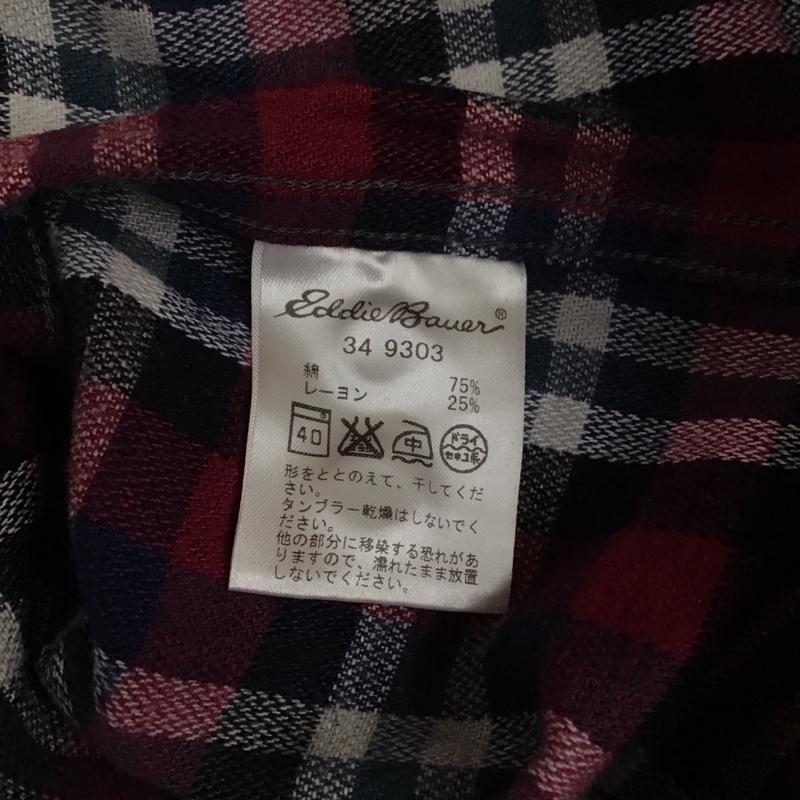 Eddie Bauer®
34 9303
綿 75%
レーヨン 25%
40 中 ドライ
セキユ系
形をととのえて、干してくだ
さい。
タンブラー乾燥はしないでく
ださい。
他の部分に移染する恐れがあ
りますので、濡れたまま放置
しないでください。